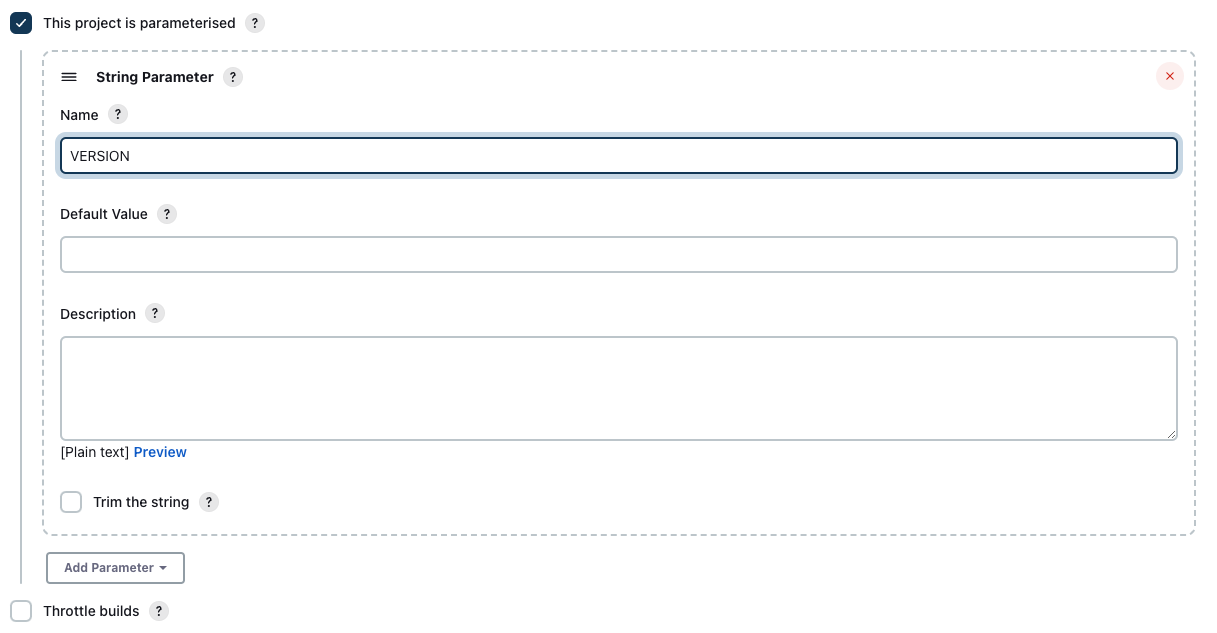 This project is parameterised ?
String Parameter ?
Name ?
VERSION
Default Value ?
Description ?
[Plain text] Preview
Trim the string ?
Add Parameter
Throttle builds ?